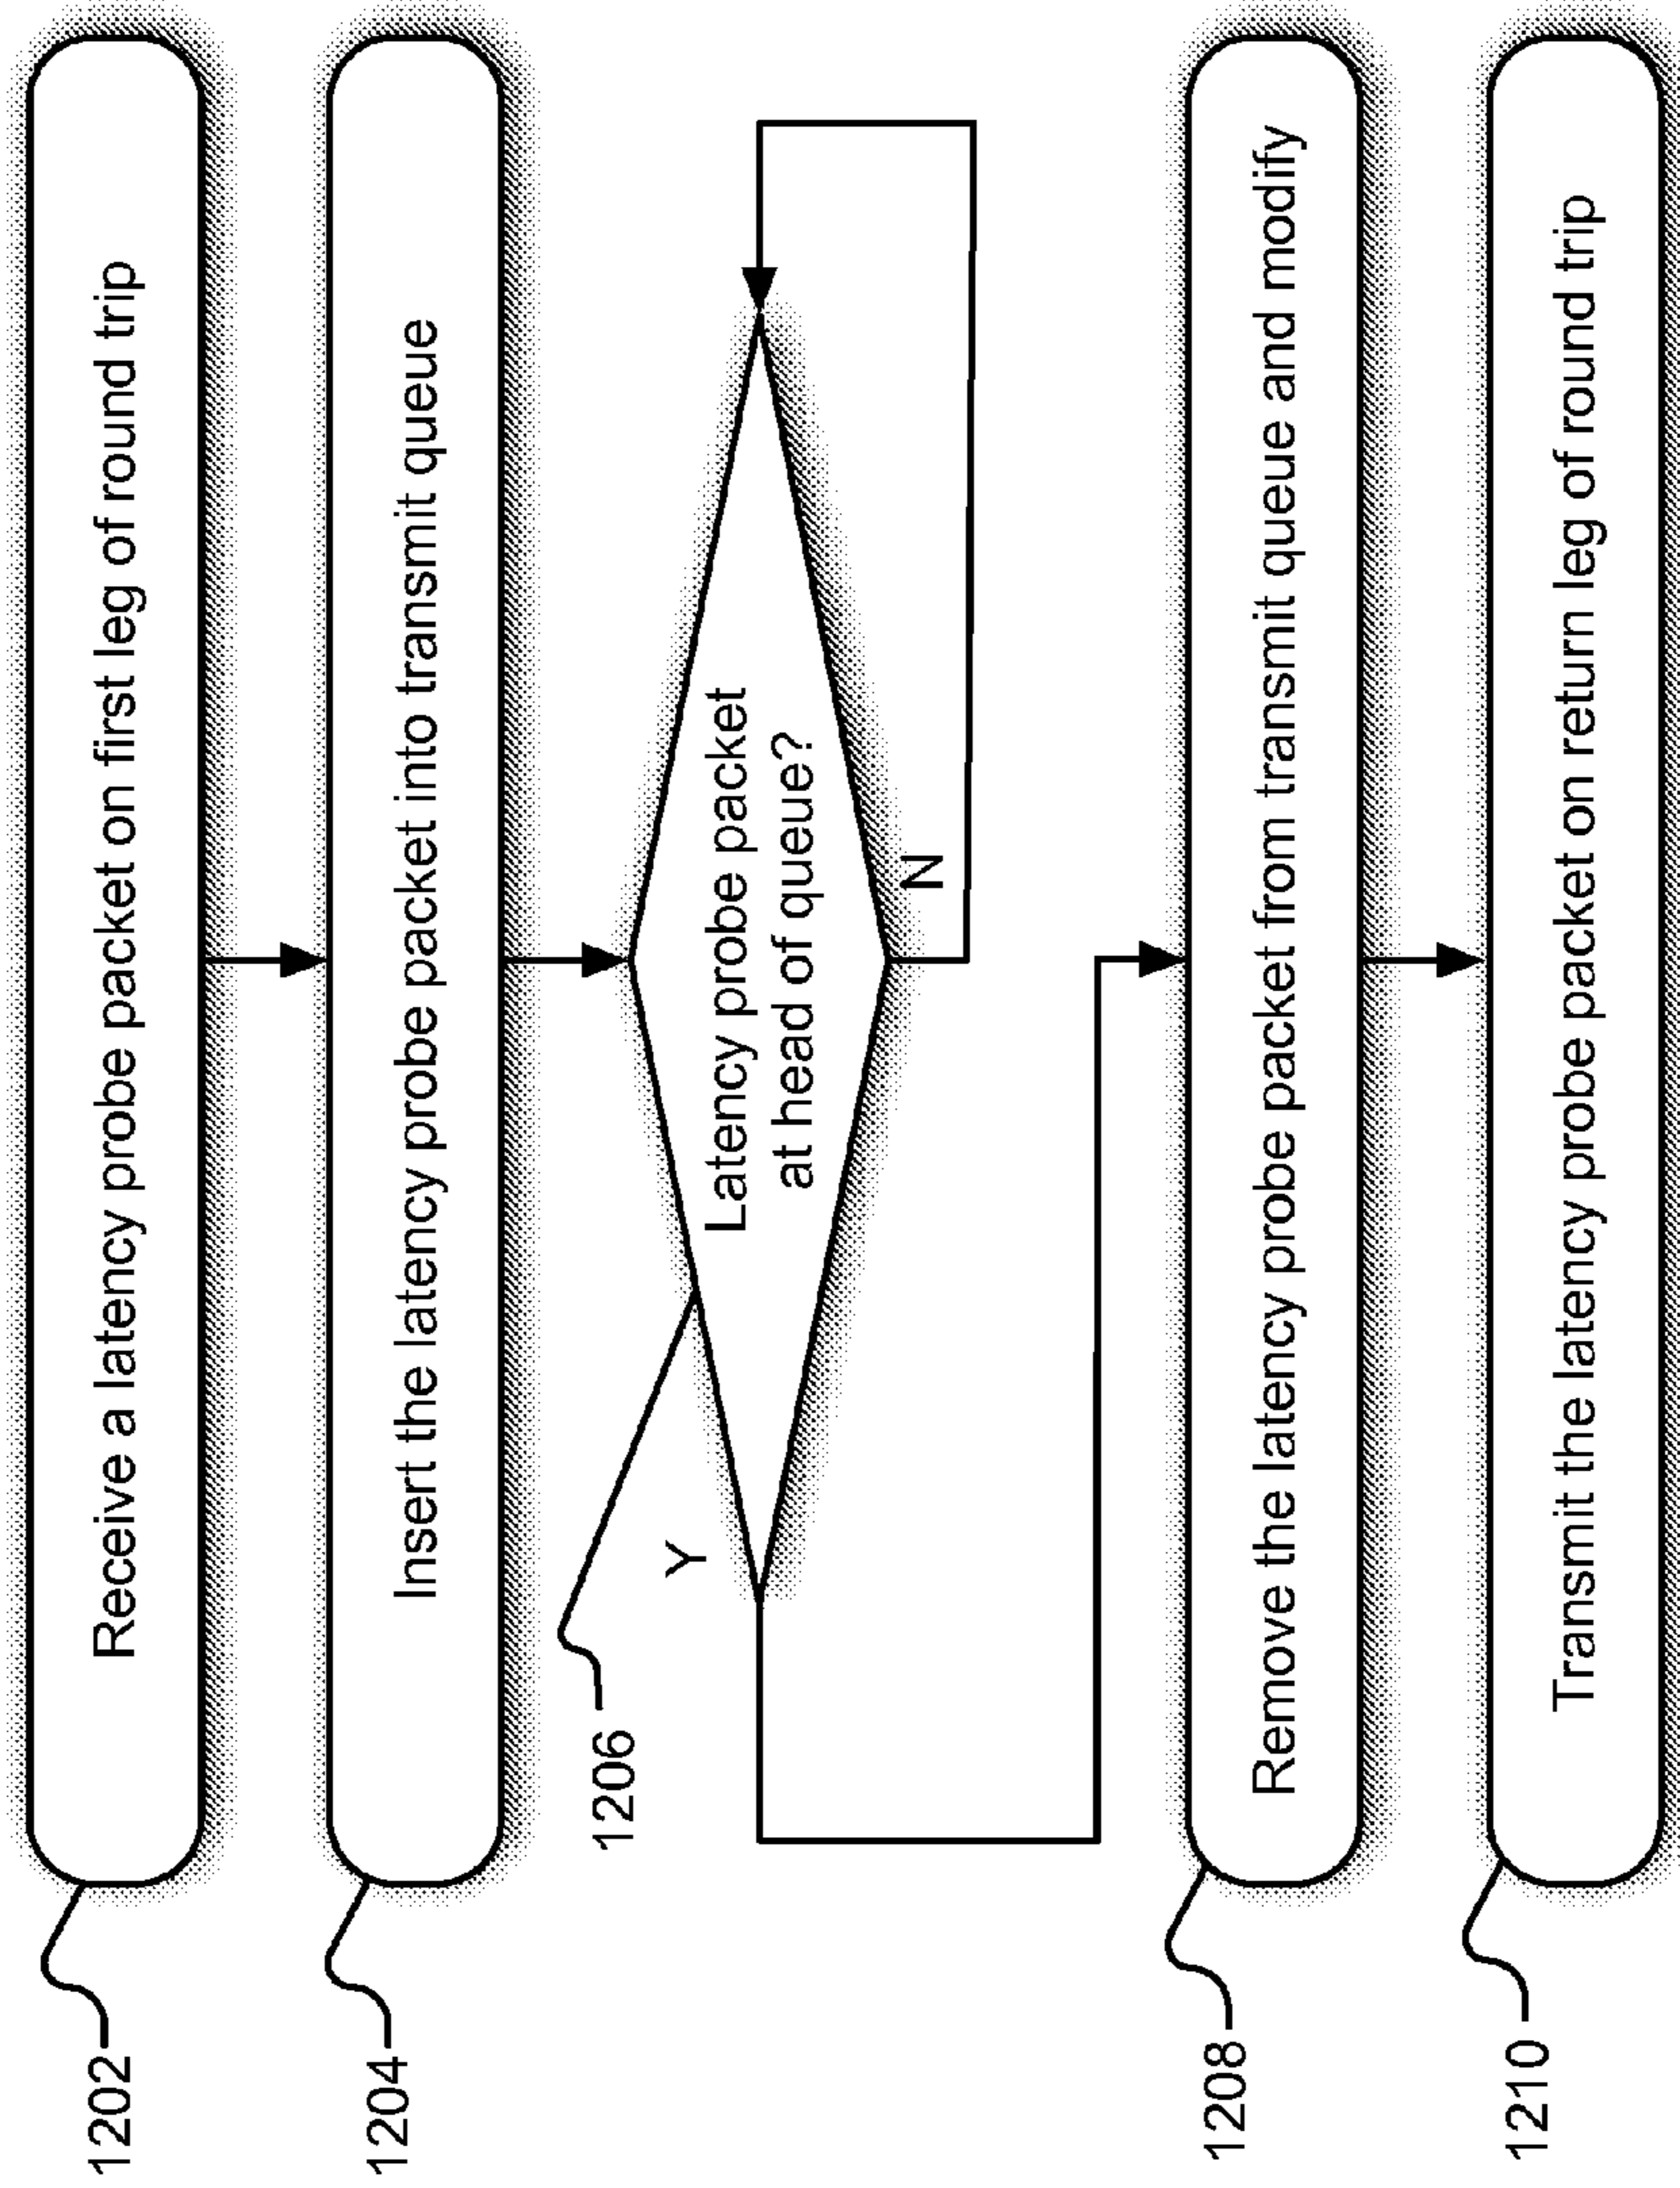 1202
Receive a latency probe packet on first leg of round trip
1204
Insert the latency probe packet into transmit queue
1206
Latency probe packet
at head of queue?
Y
N
1208
Remove the latency probe packet from transmit queue and modify
1210
Transmit the latency probe packet on return leg of round trip